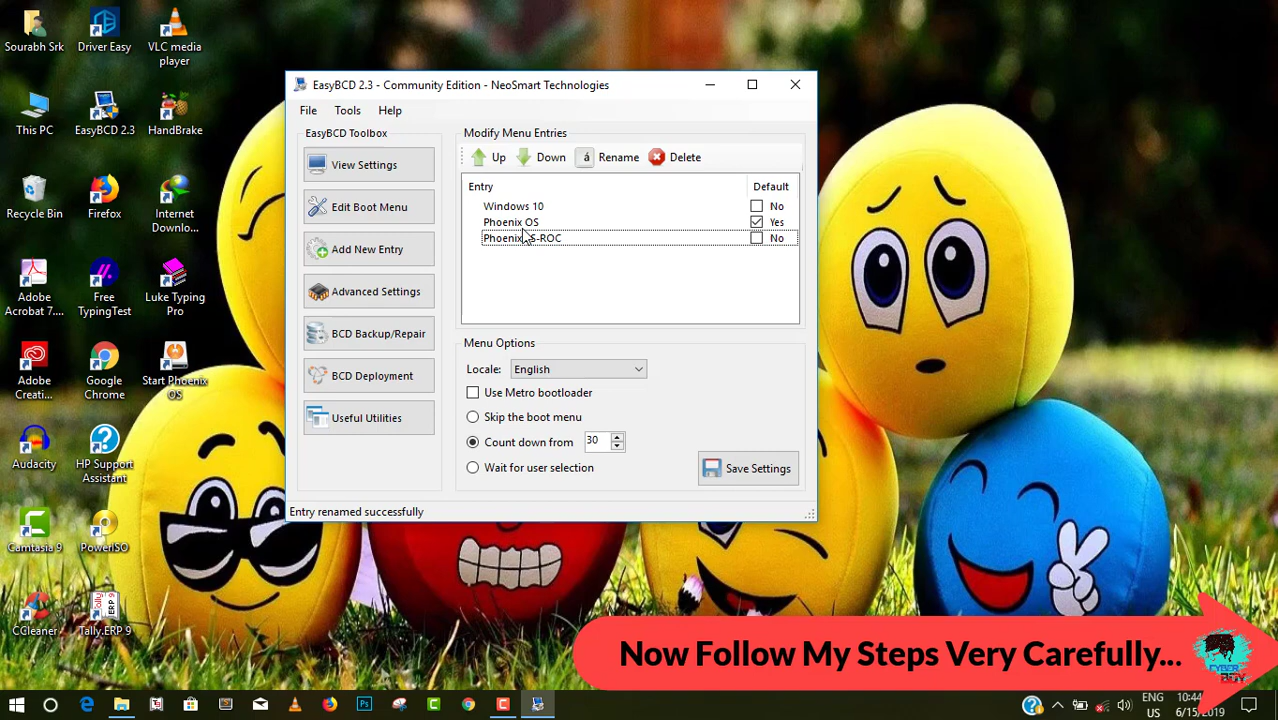 Sourabh Srk
Driver Easy
VLC media
player
This PC
EasyBCD 2.3
HandBrake
Recycle Bin
Firefox
Internet
Downlo...
Adobe
Acrobat 7....
Free
TypingTest
Luke Typing
Pro
Adobe
Creati...
Google
Chrome
Start Phoenix
OS
Audacity
HP Support
Assistant
Camtasia 9
PowerISO
CCleaner
Tally.ERP 9
EasyBCD 2.3 - Community Edition - NeoSmart Technologies
File Tools Help
EasyBCD Toolbox
View Settings
Edit Boot Menu
Add New Entry
Advanced Settings
BCD Backup/Repair
BCD Deployment
Useful Utilities
Modify Menu Entries
Up Down á Rename Delete
Entry Default
Windows 10 No
Phoenix OS Yes
Phoenix S-ROC No
Menu Options
Locale: English
Use Metro bootloader
Skip the boot menu
Count down from 30
Wait for user selection
Save Settings
Entry renamed successfully
Now Follow My Steps Very Carefully...
ENG
US
10:44
6/15/2019